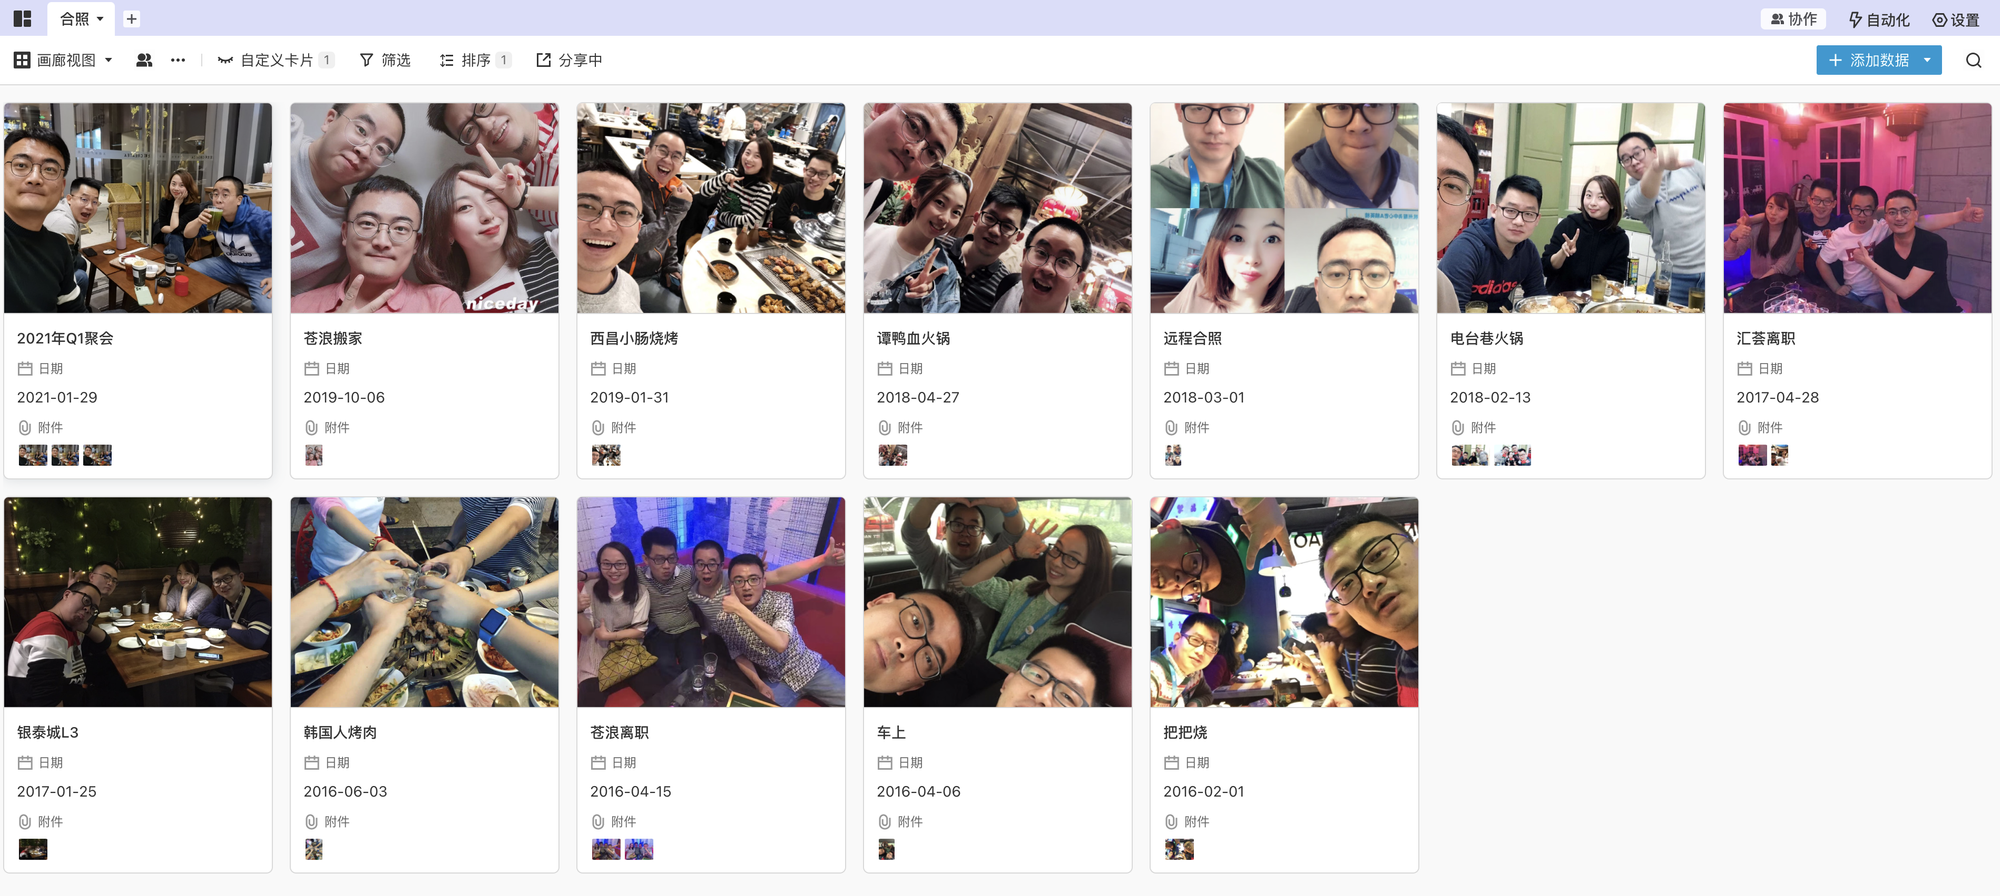 合照
协作
自动化
设置
画廊视图
自定义卡片 1
筛选
排序 1
分享中
添加数据
niceday
adidas
2021年Q1聚会
日期
2021-01-29
附件
苍浪搬家
日期
2019-10-06
附件
西昌小肠烧烤
日期
2019-01-31
附件
谭鸭血火锅
日期
2018-04-27
附件
远程合照
日期
2018-03-01
附件
电台巷火锅
日期
2018-02-13
附件
汇荟离职
日期
2017-04-28
附件
银泰城L3
日期
2017-01-25
附件
韩国人烤肉
日期
2016-06-03
附件
苍浪离职
日期
2016-04-15
附件
车上
日期
2016-04-06
附件
把把烧
日期
2016-02-01
附件